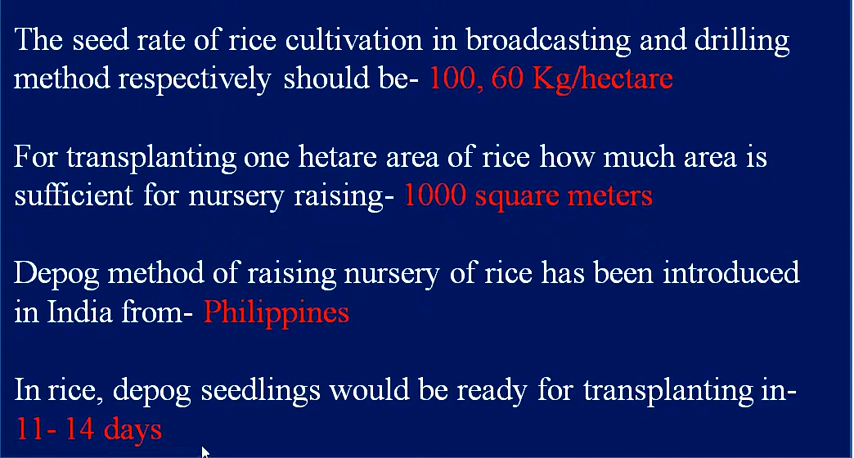 The seed rate of rice cultivation in broadcasting and drilling
method respectively should be- 100, 60 Kg/hectare
For transplanting one hetare area of rice how much area is
sufficient for nursery raising- 1000 square meters
Depog method of raising nursery of rice has been introduced
in India from- Philippines
In rice, depog seedlings would be ready for transplanting in-
11- 14 days